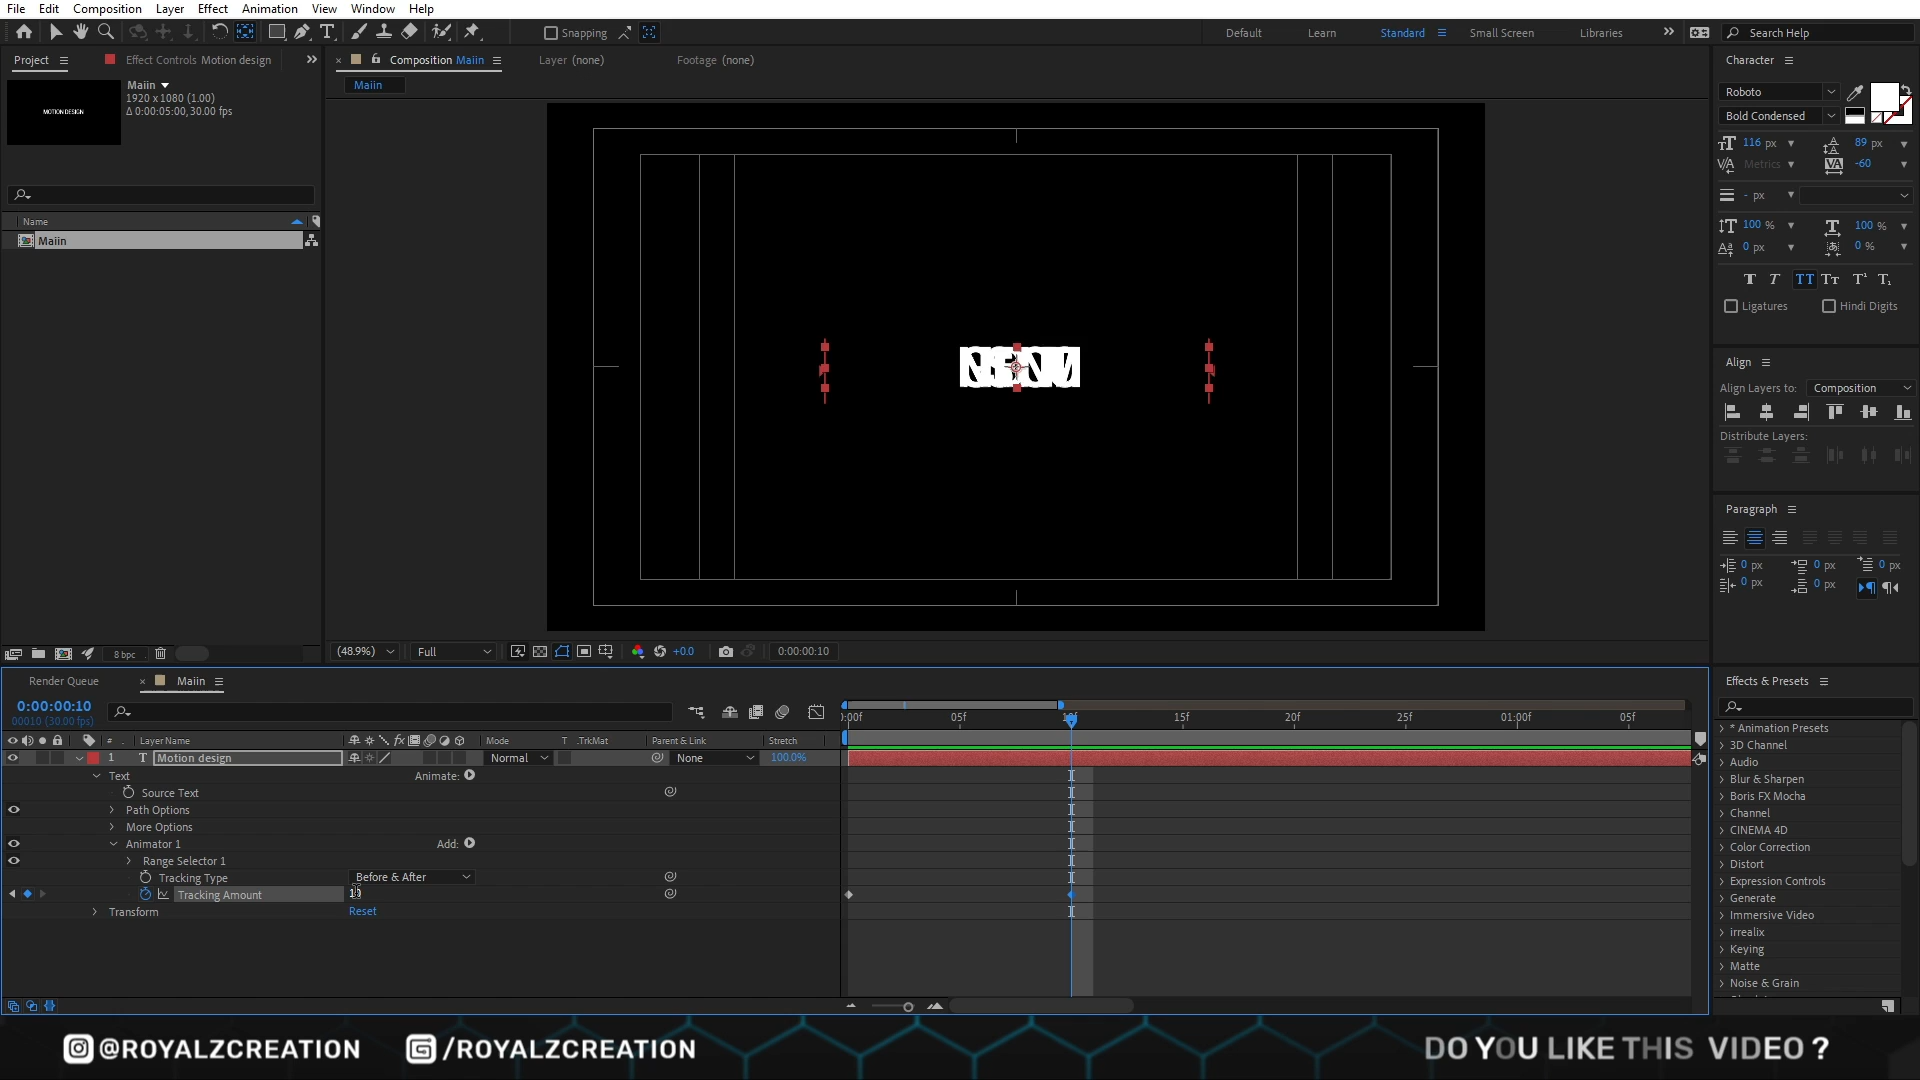 File Edit Composition Layer Effect Animation View Window Help
Snapping
Default Learn Standard Small Screen Libraries Search Help
Project Effect Controls Motion design
Maiin
1920 x 1080 (1.00)
Δ 0:00:05:00, 30.00 fps
MOTION DESIGN
Name
Maiin
8 bpc
Composition Maiin Layer (none) Footage (none)
Maiin
(48.9%) Full +0.0 0:00:00:10
Character
Roboto
Bold Condensed
116 px 89 px
Metrics -60
- px
100 % 100 %
0 px 0 %
Ligatures Hindi Digits
Align
Align Layers to: Composition
Distribute Layers:
Paragraph
0 px 0 px 0 px
0 px 0 px
Render Queue Maiin
0:00:00:10
00010 (30.00 fps)
:00f 05f 15f 20f 25f 01:00f 05f
# Layer Name Mode T .TrkMat Parent & Link Stretch
1 T Motion design Normal None 100.0%
Text Animate:
Source Text
Path Options
More Options
Animator 1 Add:
Range Selector 1
Tracking Type Before & After
Tracking Amount
Transform Reset
Effects & Presets
* Animation Presets
3D Channel
Audio
Blur & Sharpen
Boris FX Mocha
Channel
CINEMA 4D
Color Correction
Distort
Expression Controls
Generate
Immersive Video
irrealix
Keying
Matte
Noise & Grain
@ROYALZCREATION /ROYALZCREATION DO YOU LIKE THIS VIDEO ?